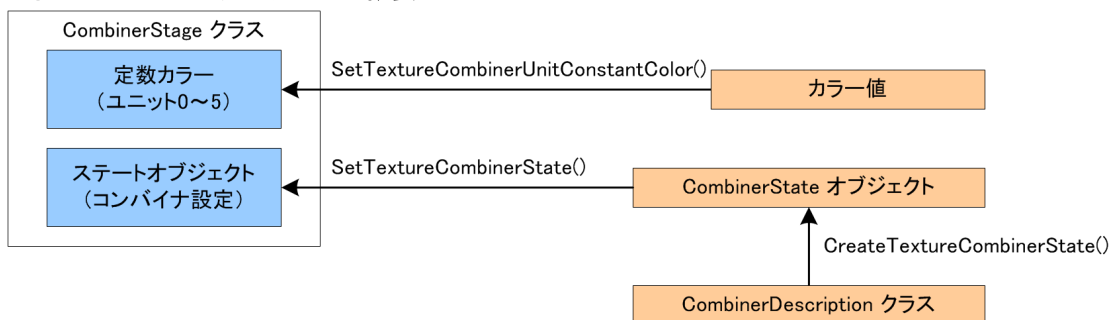 CombinerStage クラス
定数カラー
（ユニット0～5）
SetTextureCombinerUnitConstantColor()
カラー値
ステートオブジェクト
（コンバイナ設定）
SetTextureCombinerState()
CombinerState オブジェクト
CreateTextureCombinerState()
CombinerDescription クラス